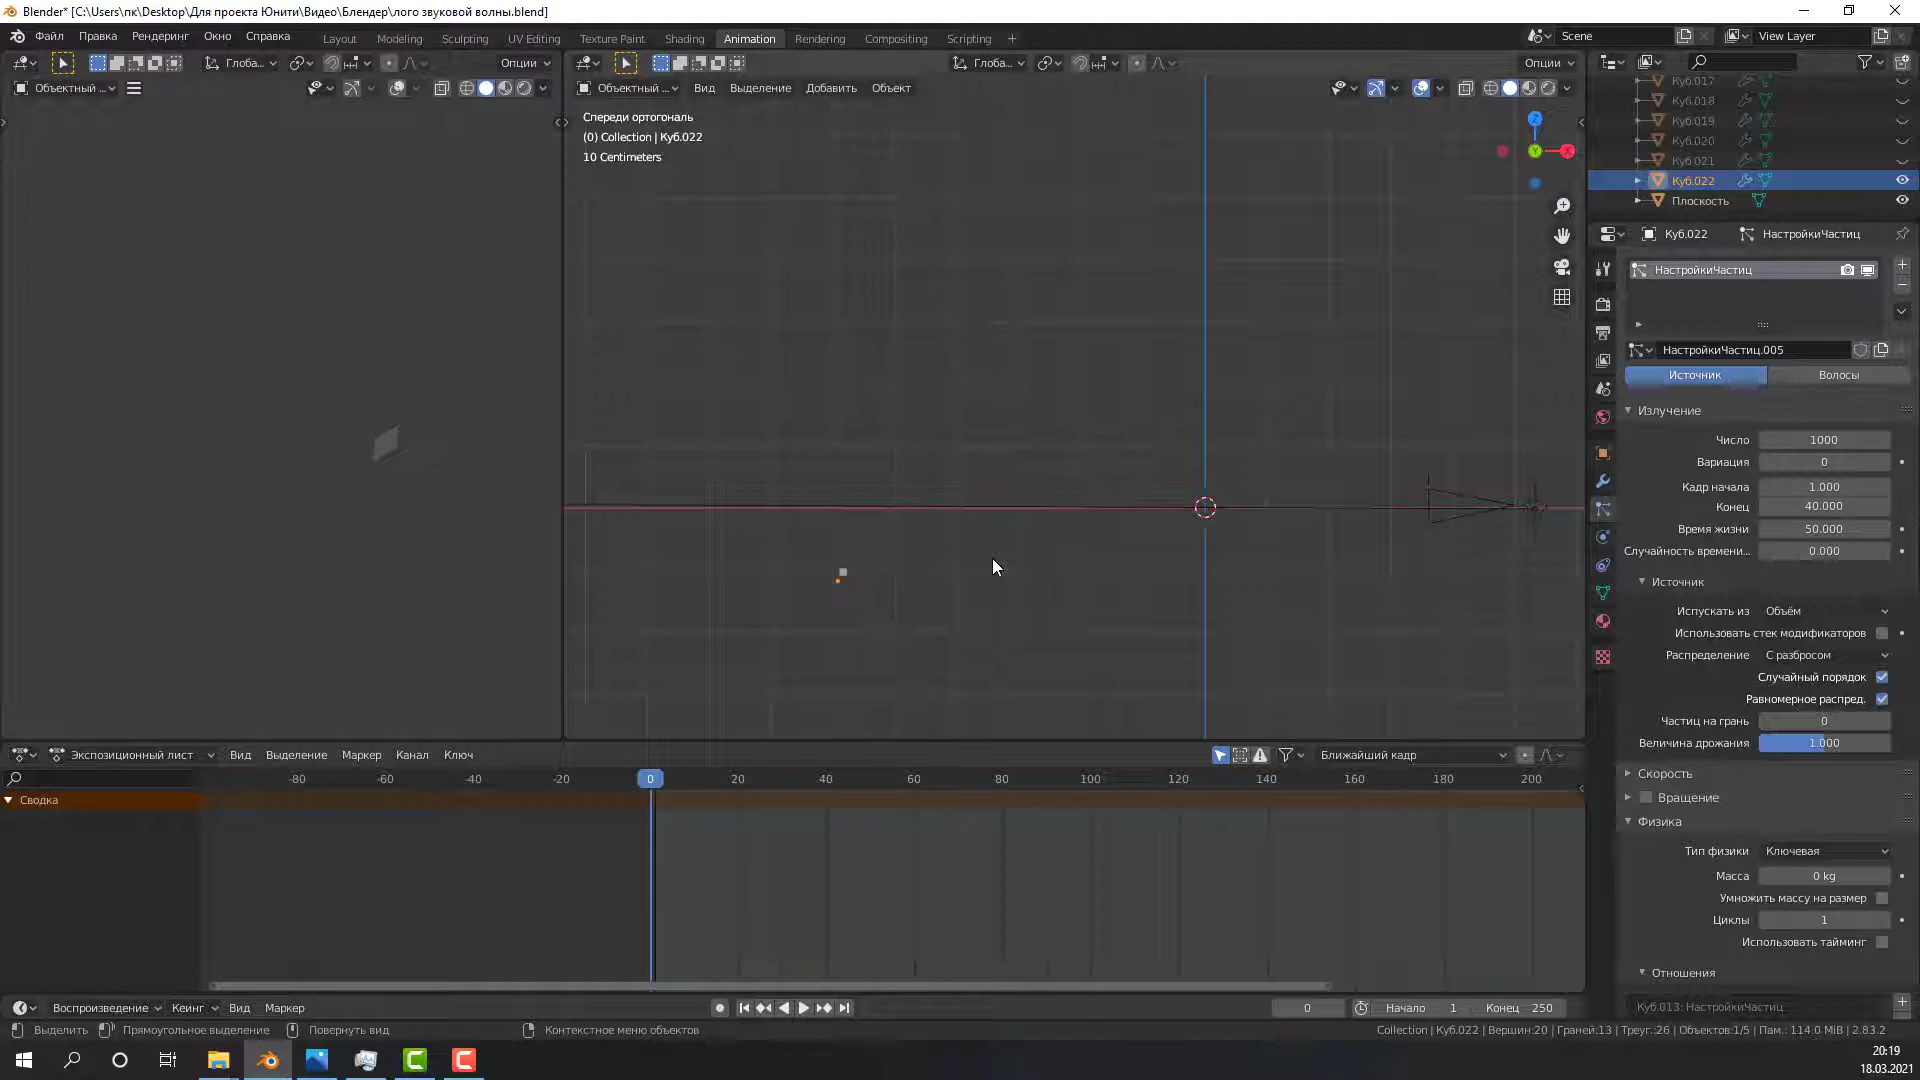 Blender* [C:\Users\пк\Desktop\Для проекта Юнити\Видео\Блендер\лого звуковой волны.blend]
Файл Правка Рендеринг Окно Справка Layout Modeling Sculpting UV Editing Texture Paint Shading Animation Rendering Compositing Scripting + Scene View Layer
Глоба... Опции Глоба... Опции
Объектный ... Объектный ... Вид Выделение Добавить Объект
Спереди ортогональ
(0) Collection | Куб.022
10 Centimeters
Z
Y
X
Куб.017
Куб.018
Куб.019
Куб.020
Куб.021
Куб.022
Плоскость
Куб.022 НастройкиЧастиц
НастройкиЧастиц
НастройкиЧастиц.005
Источник Волосы
Излучение
Число 1000
Вариация 0
Кадр начала 1.000
Конец 40.000
Время жизни 50.000
Случайность времени... 0.000
Источник
Испускать из Объём
Использовать стек модификаторов
Распределение С разбросом
Случайный порядок
Равномерное распред.
Частиц на грань 0
Величина дрожания 1.000
Скорость
Вращение
Физика
Тип физики Ключевая
Масса 0 kg
Умножить массу на размер
Циклы 1
Использовать тайминг
Отношения
Куб.013: НастройкиЧастиц
Экспозиционный лист Вид Выделение Маркер Канал Ключ Ближайший кадр
-80 -60 -40 -20 0 20 40 60 80 100 120 140 160 180 200
Сводка
Воспроизведение Кеинг Вид Маркер 0 Начало 1 Конец 250
Выделить Прямоугольное выделение Повернуть вид Контекстное меню объектов Collection | Куб.022 | Вершин:20 | Граней:13 | Треуг.:26 | Объектов:1/5 | Пам.: 114.0 MiB | 2.83.2
20:19
18.03.2021